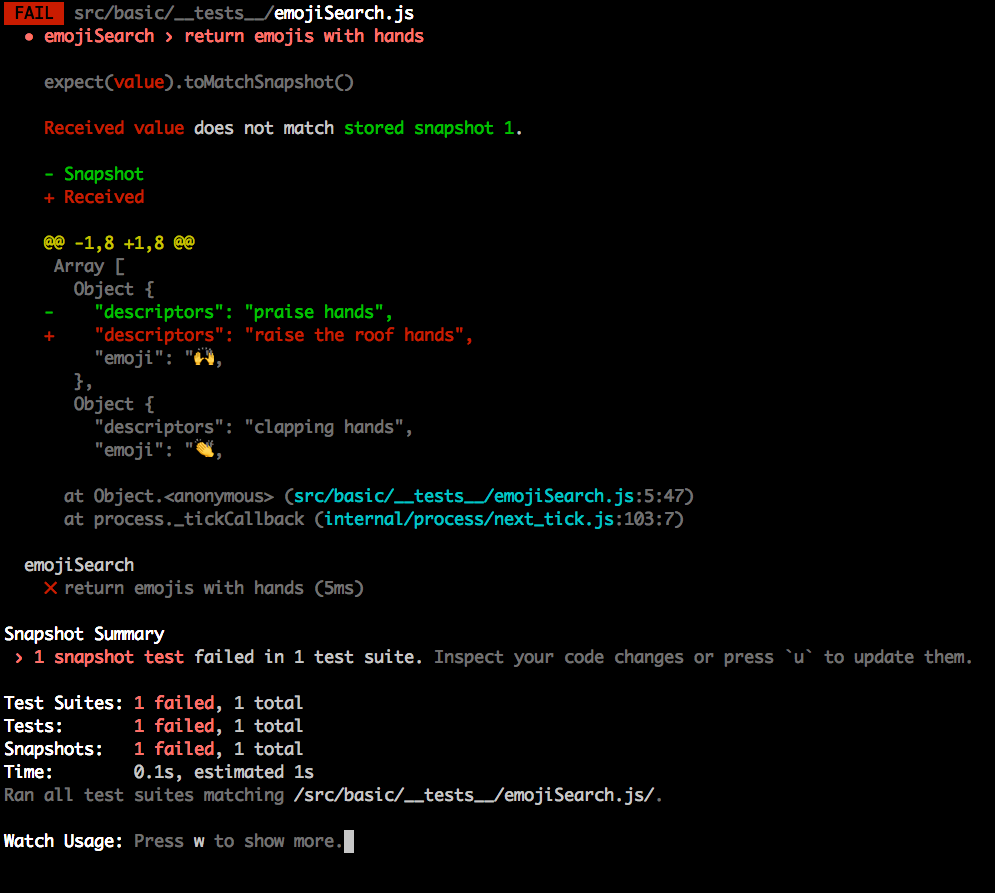 FAIL src/basic/__tests__/emojiSearch.js
● emojiSearch › return emojis with hands
expect(value).toMatchSnapshot()
Received value does not match stored snapshot 1.
- Snapshot
+ Received
@@ -1,8 +1,8 @@
Array [
Object {
- "descriptors": "praise hands",
+ "descriptors": "raise the roof hands",
"emoji": "🙌,
},
Object {
"descriptors": "clapping hands",
"emoji": "👏,
at Object.<anonymous> (src/basic/__tests__/emojiSearch.js:5:47)
at process._tickCallback (internal/process/next_tick.js:103:7)
emojiSearch
✕ return emojis with hands (5ms)
Snapshot Summary
› 1 snapshot test failed in 1 test suite. Inspect your code changes or press `u` to update them.
Test Suites: 1 failed, 1 total
Tests: 1 failed, 1 total
Snapshots: 1 failed, 1 total
Time: 0.1s, estimated 1s
Ran all test suites matching /src/basic/__tests__/emojiSearch.js/.
Watch Usage: Press w to show more.